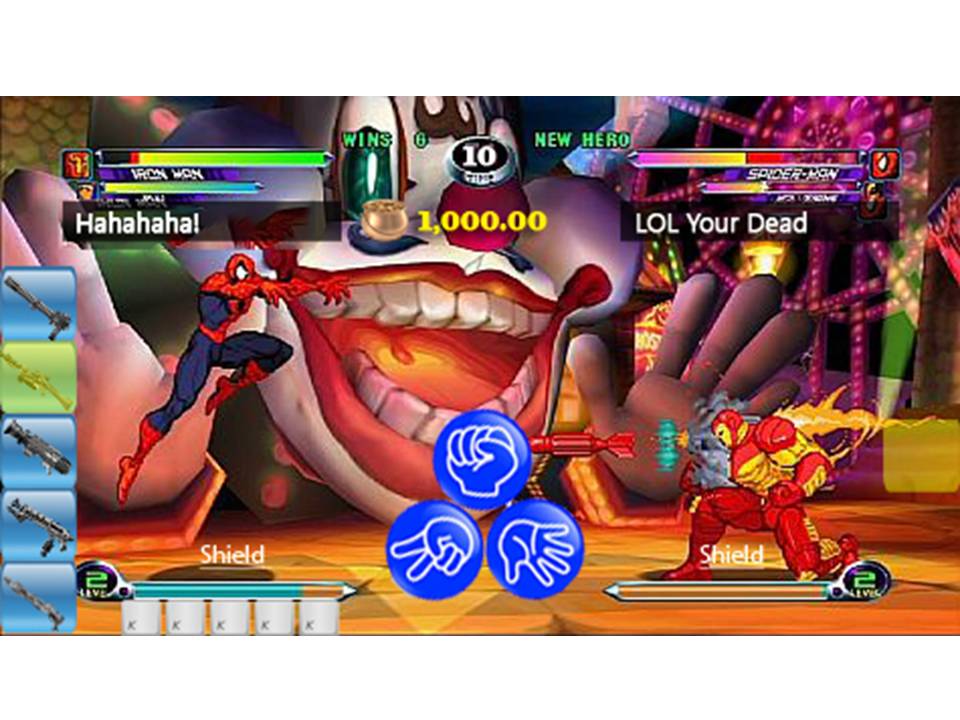 WINS 6
10
NEW HERO
IRON MAN
SPIDER-MAN
Hahahaha!
1,000.00
LOL Your Dead
Shield
Shield
2
LEVEL
2
LEVEL
K K K K K